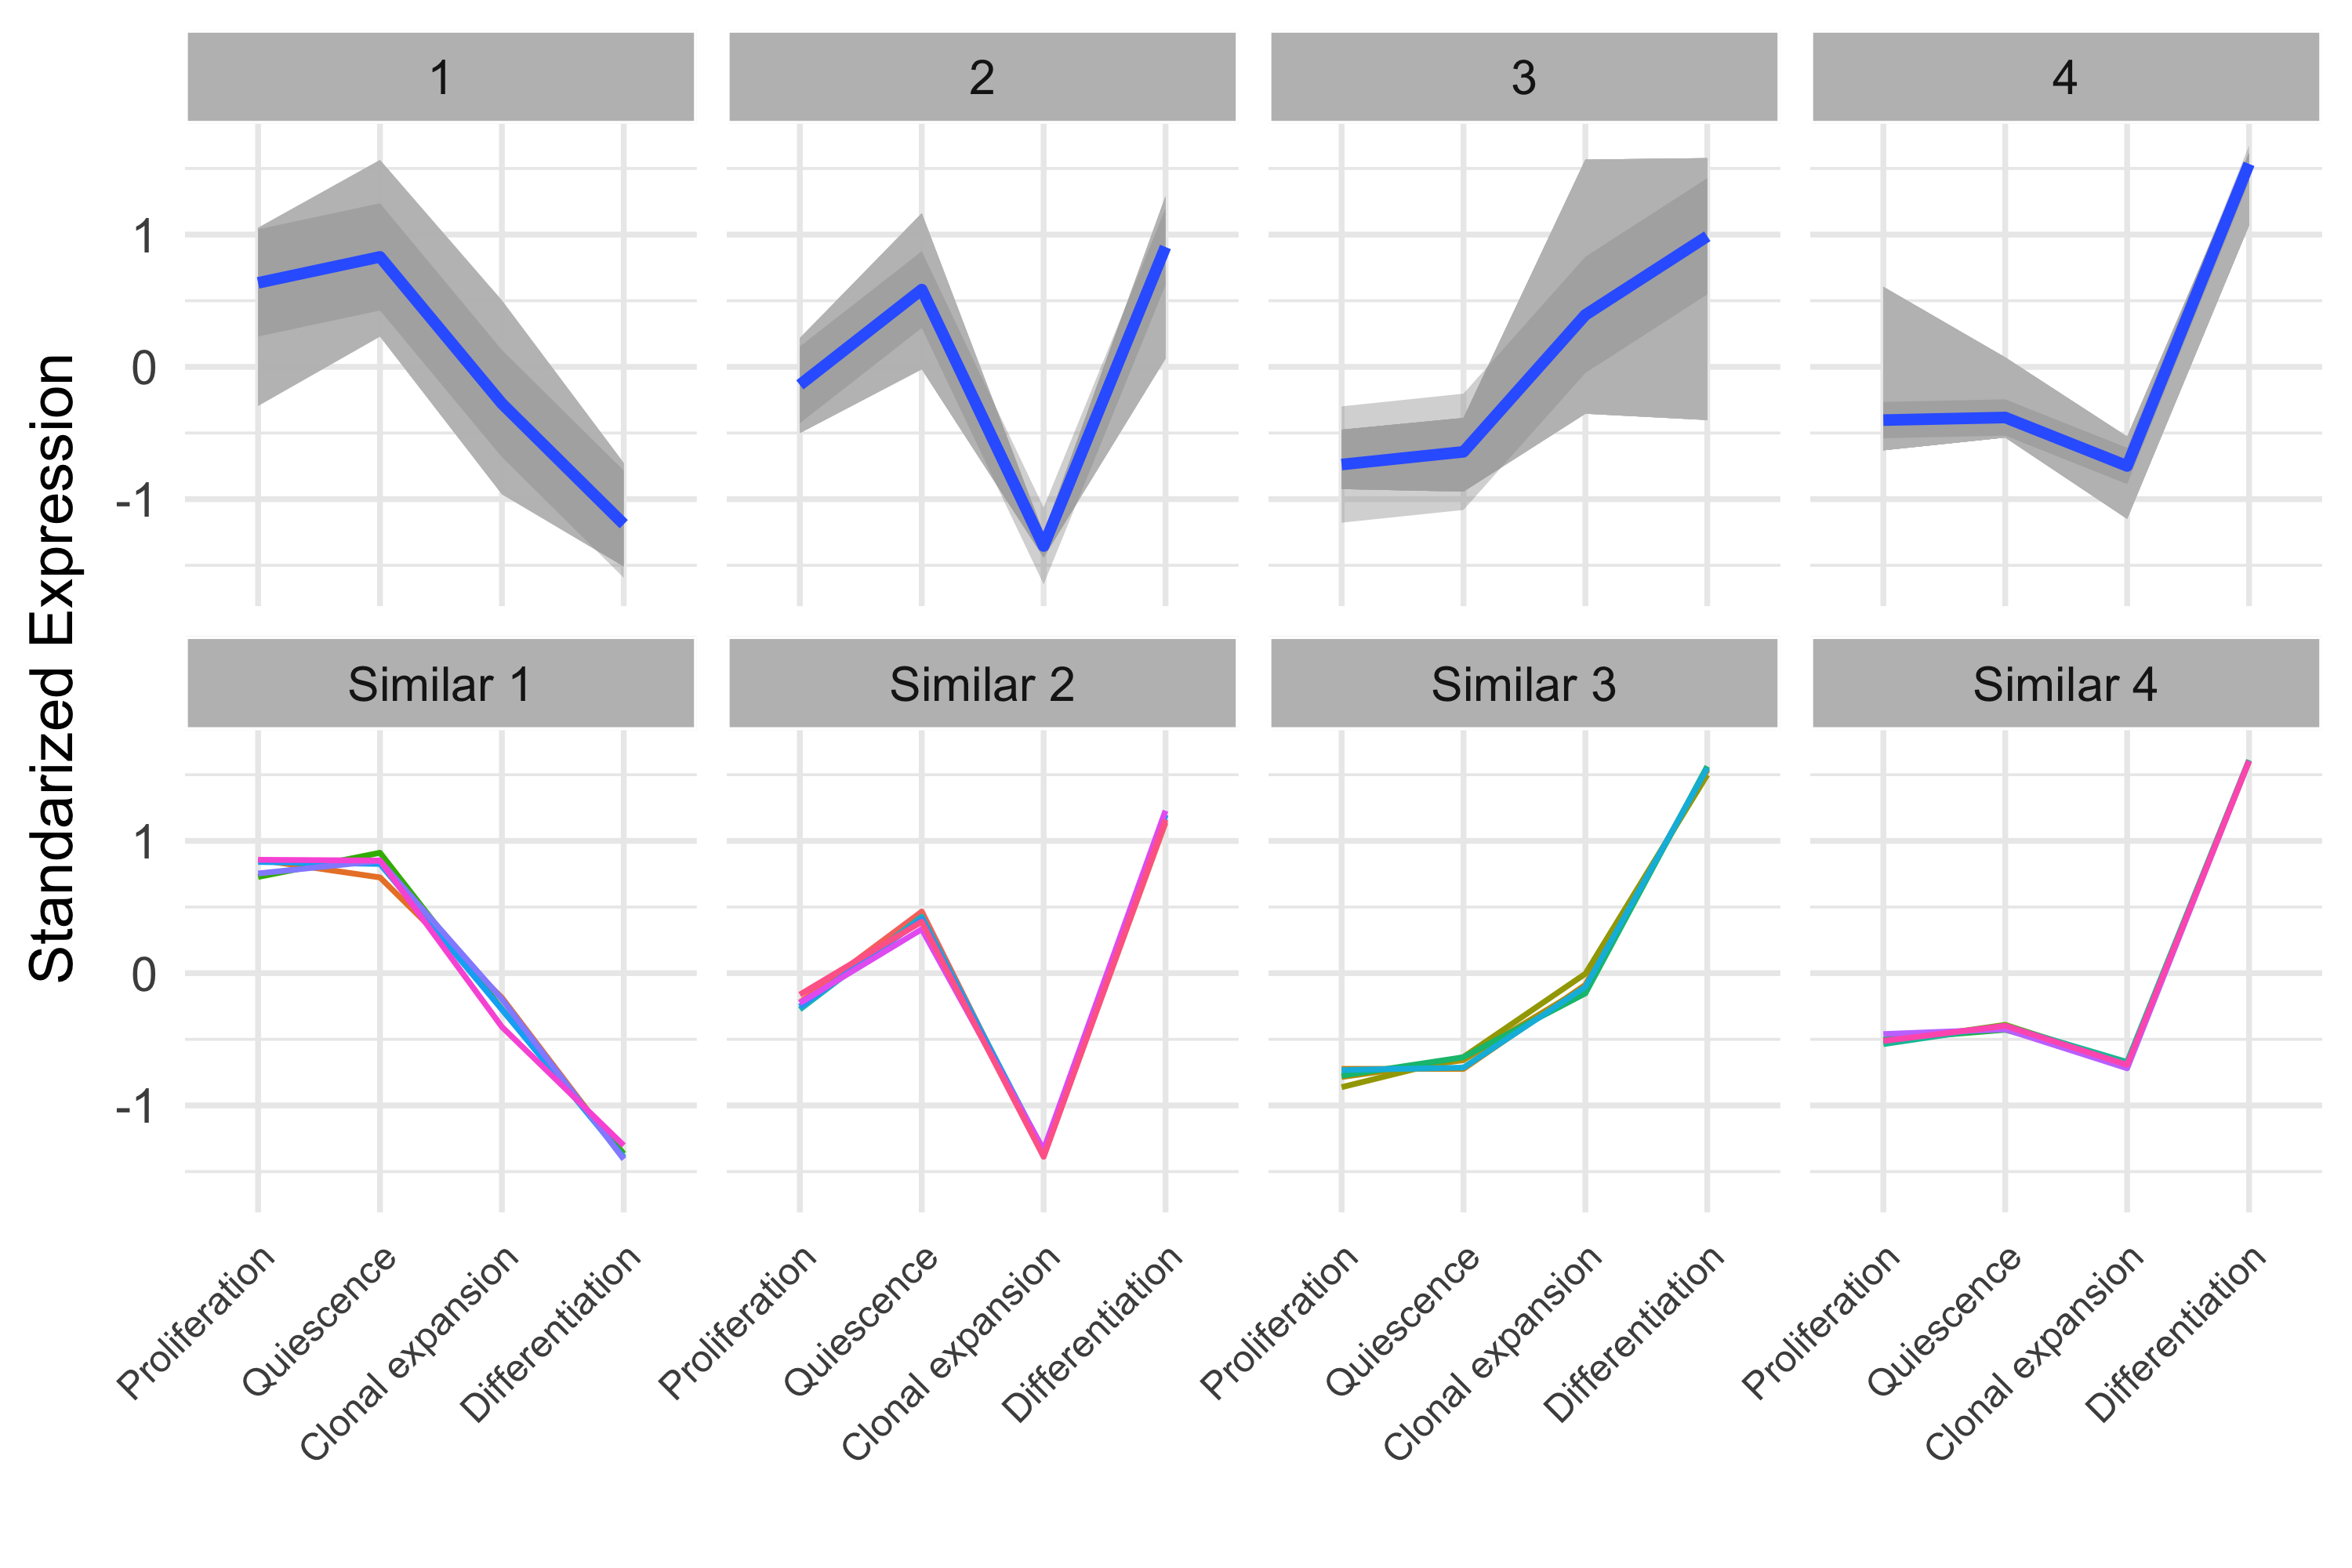 1
2
3
4
1
0
-1
Standardized Expression
Similar 1
Similar 2
Similar 3
Similar 4
1
0
-1
Proliferation
Quiescence
Clonal expansion
Differentiation
Proliferation
Quiescence
Clonal expansion
Differentiation
Proliferation
Quiescence
Clonal expansion
Differentiation
Proliferation
Quiescence
Clonal expansion
Differentiation